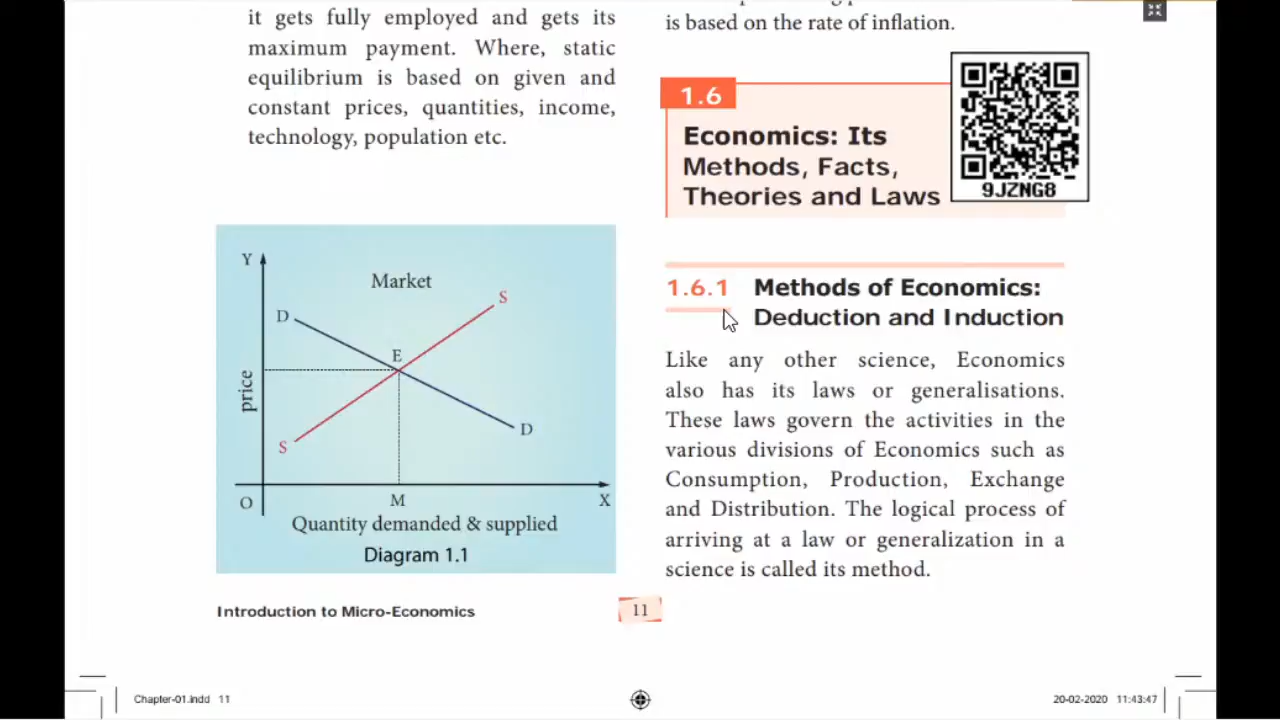 it gets fully employed and gets its
maximum payment. Where, static
equilibrium is based on given and
constant prices, quantities, income,
technology, population etc.
Y
Market
S
D
E
price
S
D
O
M
X
Quantity demanded & supplied
Diagram 1.1
is based on the rate of inflation.
1.6
Economics: Its
Methods, Facts,
Theories and Laws
9JZNG8
1.6.1 Methods of Economics:
Deduction and Induction
Like any other science, Economics
also has its laws or generalisations.
These laws govern the activities in the
various divisions of Economics such as
Consumption, Production, Exchange
and Distribution. The logical process of
arriving at a law or generalization in a
science is called its method.
Introduction to Micro-Economics
11
Chapter-01.indd 11
20-02-2020 11:43:47